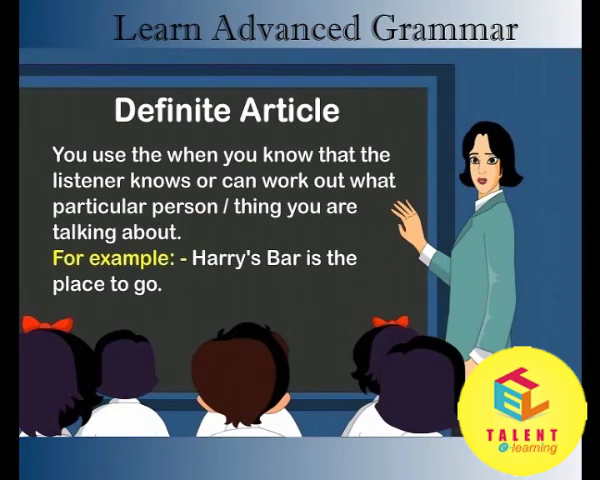 Learn Advanced Grammar
Definite Article
You use the when you know that the
listener knows or can work out what
particular person / thing you are
talking about.
For example: - Harry's Bar is the
place to go.
TEL
TALENT
e-learning